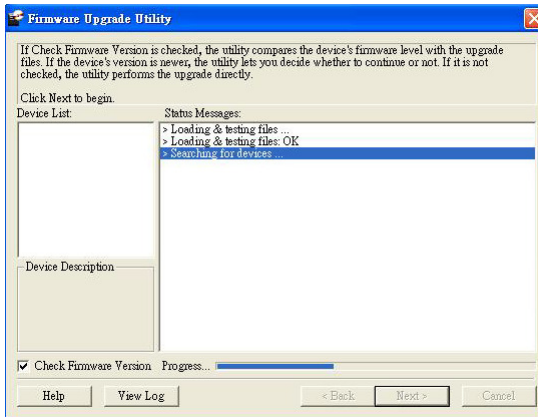 Firmware Upgrade Utility
If Check Firmware Version is checked, the utility compares the device's firmware level with the upgrade
files. If the device's version is newer, the utility lets you decide whether to continue or not. If it is not
checked, the utility performs the upgrade directly.
Click Next to begin.
Device List:
Status Messages:
> Loading & testing files ...
> Loading & testing files: OK
> Searching for devices ...
Device Description
Check Firmware Version
Progress...
Help
View Log
< Back
Next >
Cancel